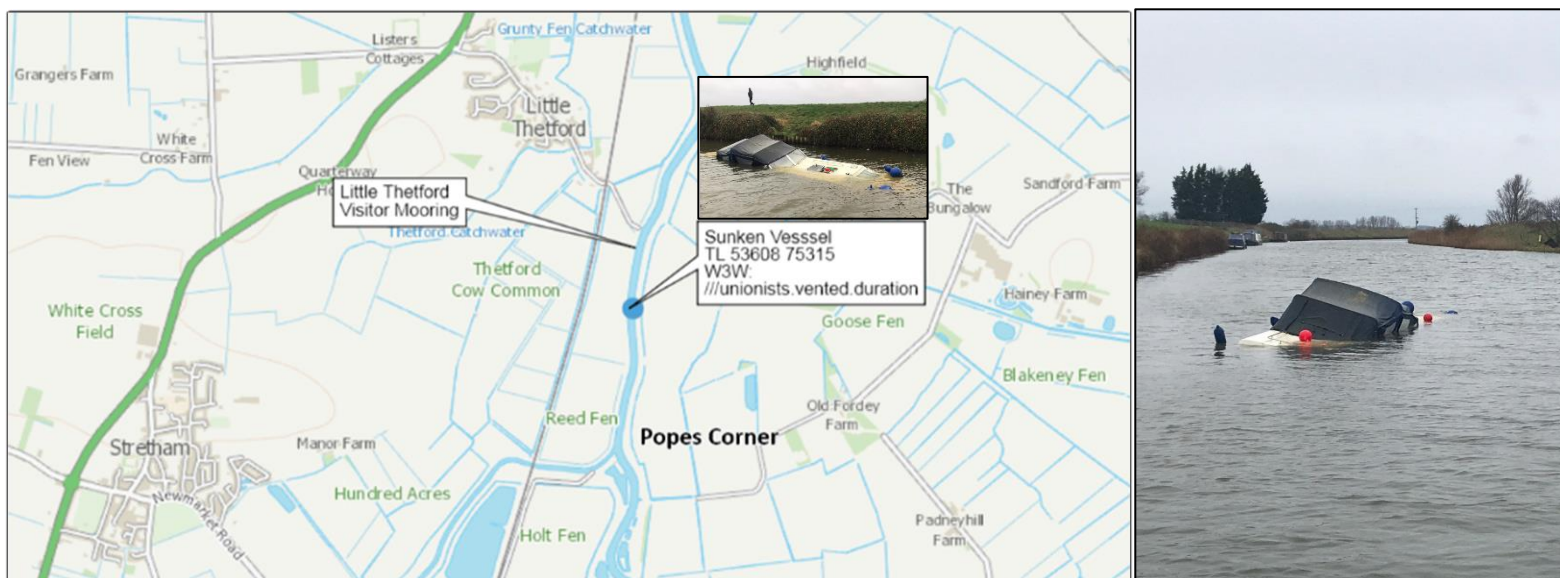 Grunty Fen Catchwater
Listers
Cottages
Grangers Farm
Highfield
Little
Thetford
White
Cross Farm
Fen View
Quarterway
Little Thetford
Visitor Mooring
Sandford Farm
The
Bungalow
Thetford Catchwater
Sunken Vesssel
TL 53608 75315
W3W:
///unionists.vented.duration
Thetford
Cow Common
White Cross
Field
Hainey Farm
Goose Fen
Blakeney Fen
Reed Fen
Old Fordey
Farm
Popes Corner
Stretham
Manor Farm
Hundred Acres
Newmarket Road
Holt Fen
Padneyhill
Farm